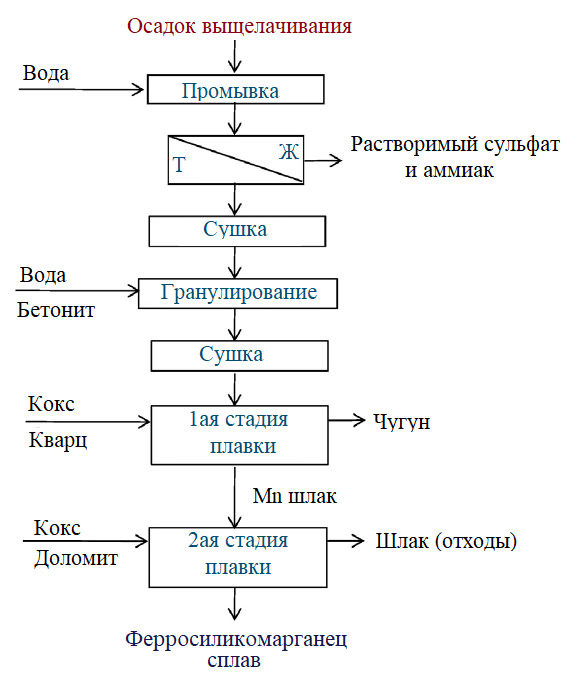 Осадок выщелачивания
Вода
Промывка
Т
Ж
Растворимый сульфат
и аммиак
Сушка
Вода
Бетонит
Гранулирование
Сушка
Кокс
Кварц
1ая стадия
плавки
Чугун
Mn шлак
Кокс
Доломит
2ая стадия
плавки
Шлак (отходы)
Ферросиликомарганец
сплав